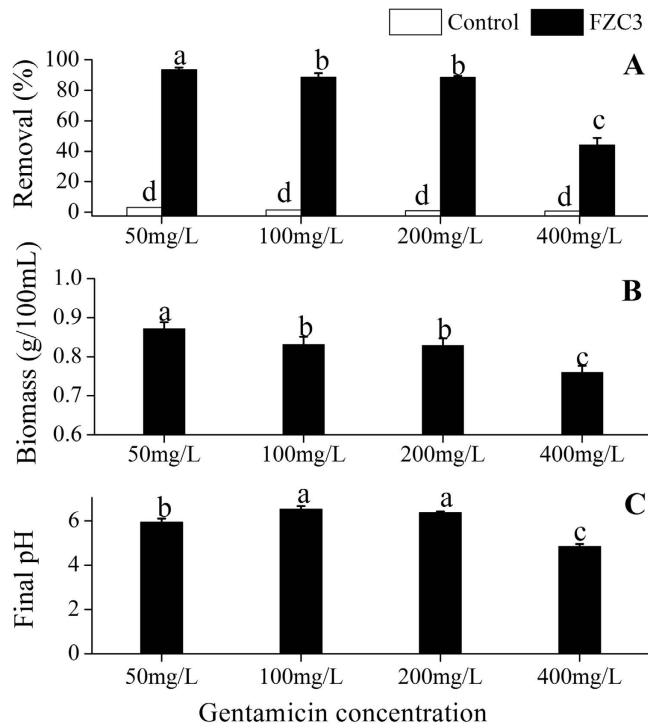 Control FZC3
A
Removal (%)
100
80
60
40
20
0
a b b c
d d d d
50mg/L 100mg/L 200mg/L 400mg/L
B
Biomass (g/100mL)
1.0
0.9
0.8
0.7
0.6
a b b c
50mg/L 100mg/L 200mg/L 400mg/L
C
Final pH
6
4
2
0
b a a c
50mg/L 100mg/L 200mg/L 400mg/L
Gentamicin concentration